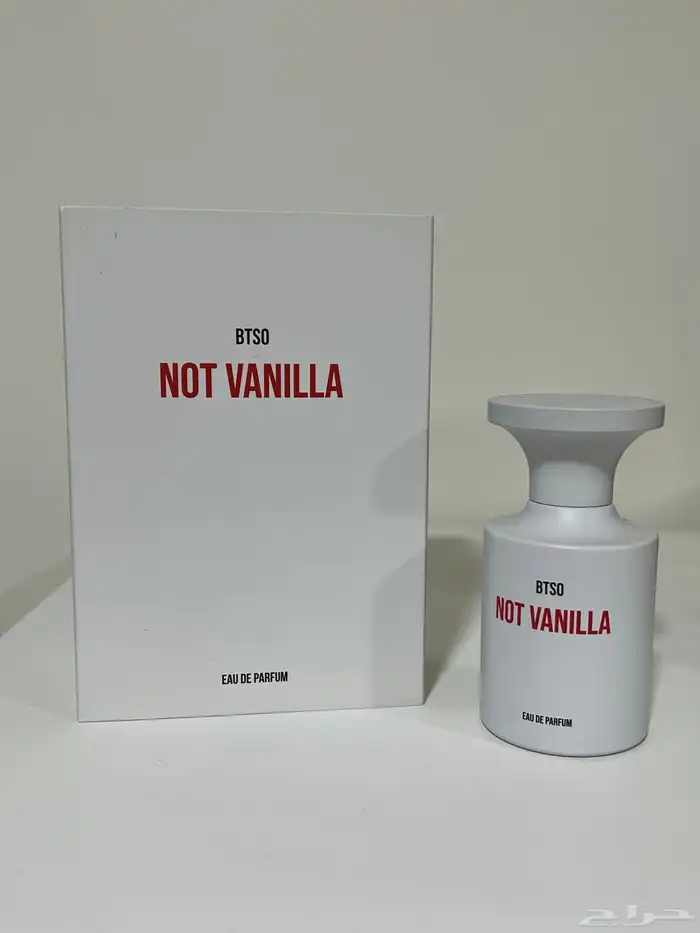 BTSO
NOT VANILLA
EAU DE PARFUM
BTSO
NOT VANILLA
EAU DE PARFUM
حراج